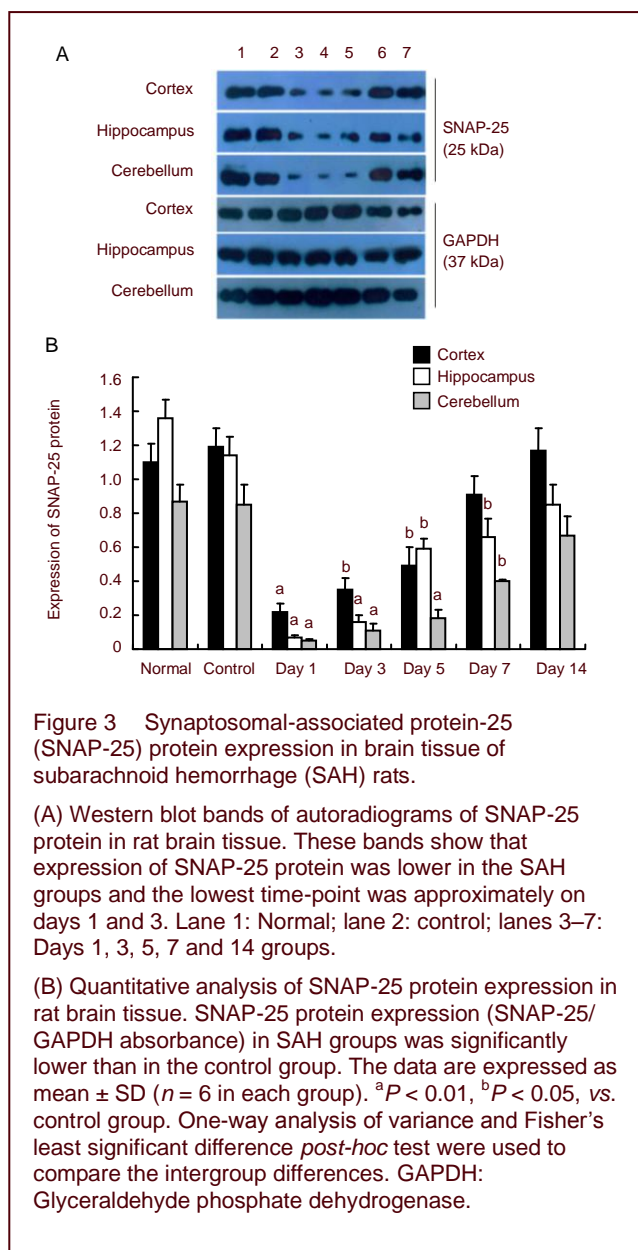 A
1 2 3 4 5 6 7
Cortex
Hippocampus
Cerebellum
SNAP-25
(25 kDa)
Cortex
Hippocampus
Cerebellum
GAPDH
(37 kDa)
B
Cortex
Hippocampus
Cerebellum
Expression of SNAP-25 protein
1.6
1.4
1.2
1.0
0.8
0.6
0.4
0.2
0
a a a
b a a
b b a
b b
Normal Control Day 1 Day 3 Day 5 Day 7 Day 14
Figure 3 Synaptosomal-associated protein-25
(SNAP-25) protein expression in brain tissue of
subarachnoid hemorrhage (SAH) rats.
(A) Western blot bands of autoradiograms of SNAP-25
protein in rat brain tissue. These bands show that
expression of SNAP-25 protein was lower in the SAH
groups and the lowest time-point was approximately on
days 1 and 3. Lane 1: Normal; lane 2: control; lanes 3–7:
Days 1, 3, 5, 7 and 14 groups.
(B) Quantitative analysis of SNAP-25 protein expression in
rat brain tissue. SNAP-25 protein expression (SNAP-25/
GAPDH absorbance) in SAH groups was significantly
lower than in the control group. The data are expressed as
mean ± SD (n = 6 in each group). aP < 0.01, bP < 0.05, vs.
control group. One-way analysis of variance and Fisher's
least significant difference post-hoc test were used to
compare the intergroup differences. GAPDH:
Glyceraldehyde phosphate dehydrogenase.